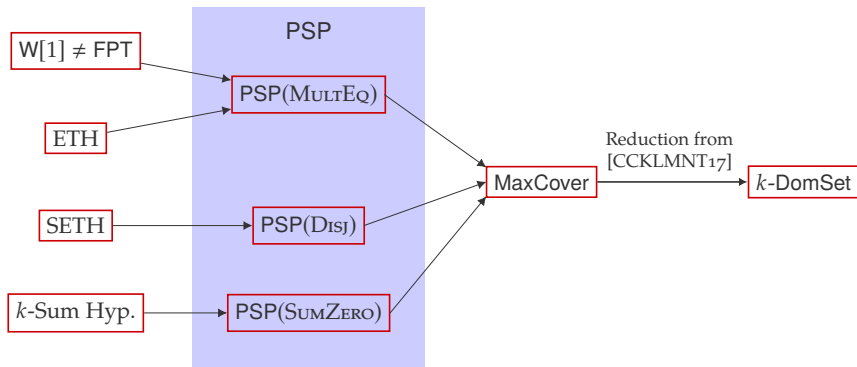 PSP
W[1] ≠ FPT
PSP(MULTEQ)
ETH
Reduction from
[CCKLMNT17]
MaxCover
k-DomSet
SETH
PSP(DISJ)
k-Sum Hyp.
PSP(SUMZERO)